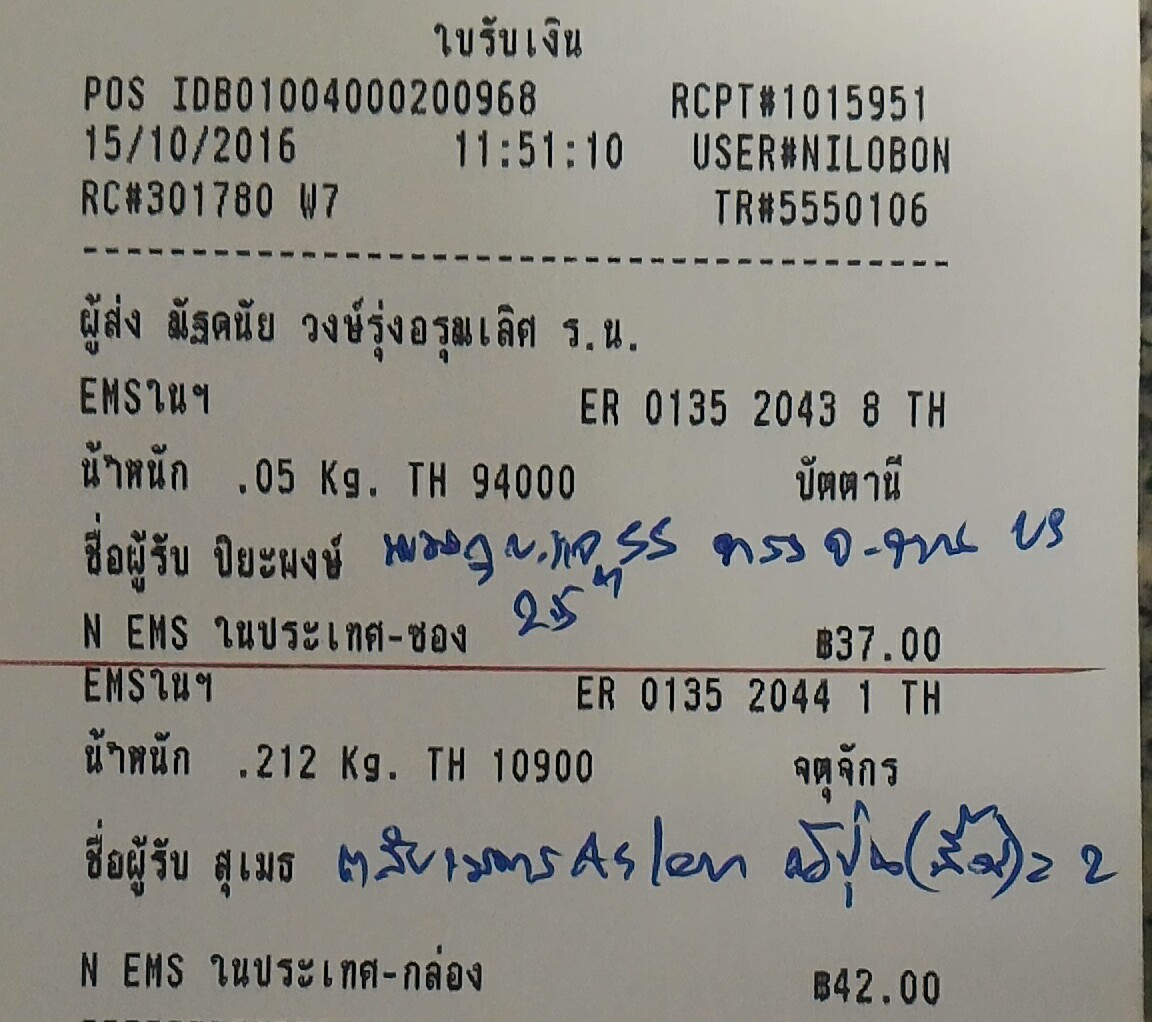 ใบรับเงิน
POS IDB01004000200968 RCPT#1015951
15/10/2016 11:51:10 USER#NILOBON
RC#301780 W7 TR#5550106
----------------------------------------
ผู้ส่ง ณัฐดนัย วงษ์รุ่งอรุณเลิศ ร.น.
EMSในฯ ER 0135 2043 8 TH
น้ำหนัก .05 Kg. TH 94000 ปัตตานี
ชื่อผู้รับ ปิยะพงษ์
25
N EMS ในประเทศ-ซอง ฿37.00
EMSในฯ ER 0135 2044 1 TH
น้ำหนัก .212 Kg. TH 10900 จตุจักร
ชื่อผู้รับ สุเมธ = 2
N EMS ในประเทศ-กล่อง ฿42.00